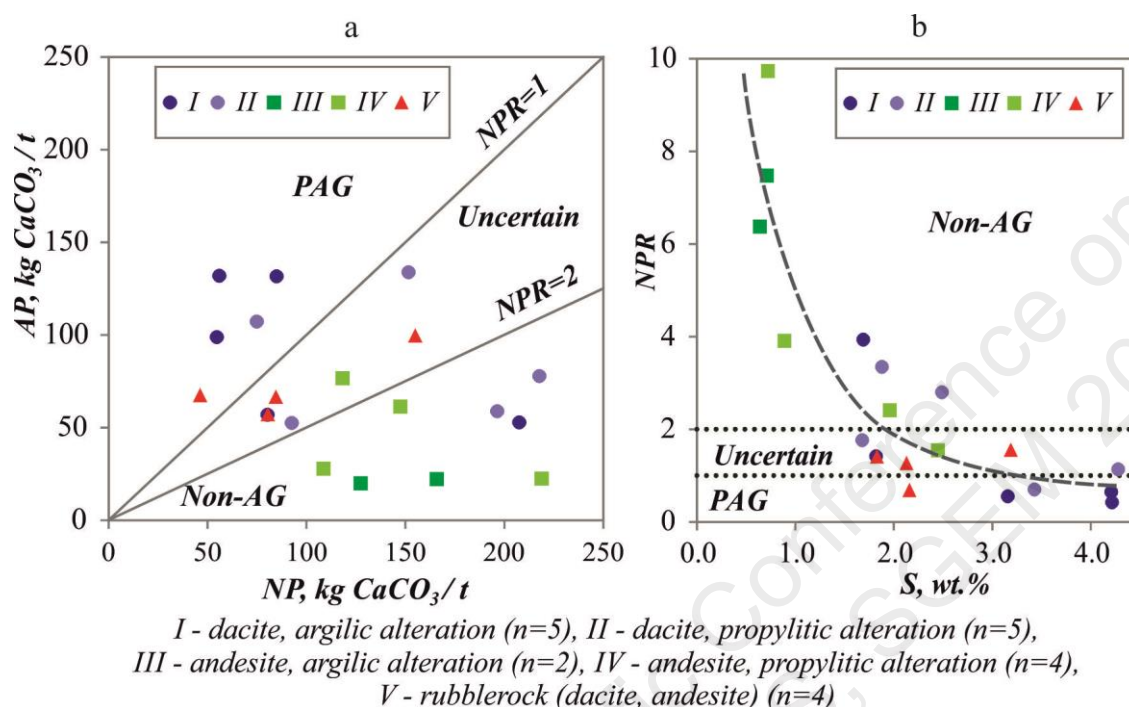 a
b
250
200
150
100
50
0
AP, kg CaCO3 / t
I II III IV V
NPR=1
PAG
Uncertain
NPR=2
Non-AG
0 50 100 150 200 250
NP, kg CaCO3 / t
10
8
6
4
2
0
NPR
I II III IV V
Non-AG
Uncertain
PAG
0.0 1.0 2.0 3.0 4.0
S, wt.%
I - dacite, argilic alteration (n=5), II - dacite, propylitic alteration (n=5),
III - andesite, argilic alteration (n=2), IV - andesite, propylitic alteration (n=4),
V - rubblerock (dacite, andesite) (n=4)
Conference on
SGEM 20